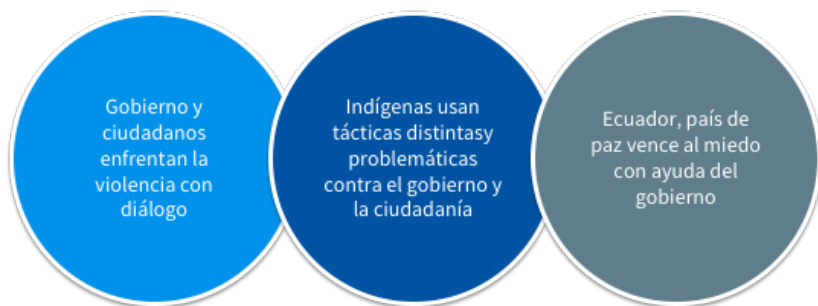 Gobierno y
ciudadanos
enfrentan la
violencia con
diálogo
Indígenas usan
tácticas distintasy
problemáticas
contra el gobierno y
la ciudadanía
Ecuador, país de
paz vence al miedo
con ayuda del
gobierno